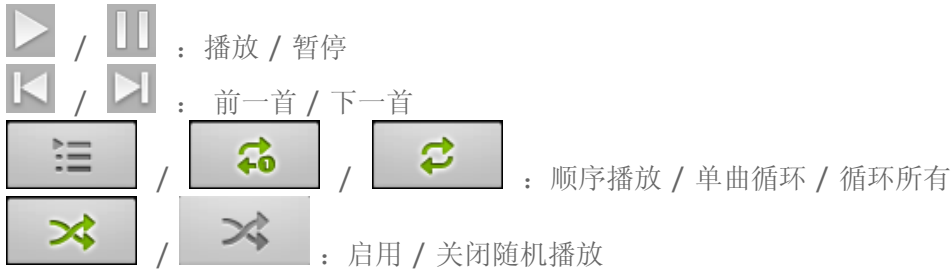 / ：播放 / 暂停
/ ： 前一首 / 下一首
/ 1 / ：顺序播放 / 单曲循环 / 循环所有
/ ：启用 / 关闭随机播放